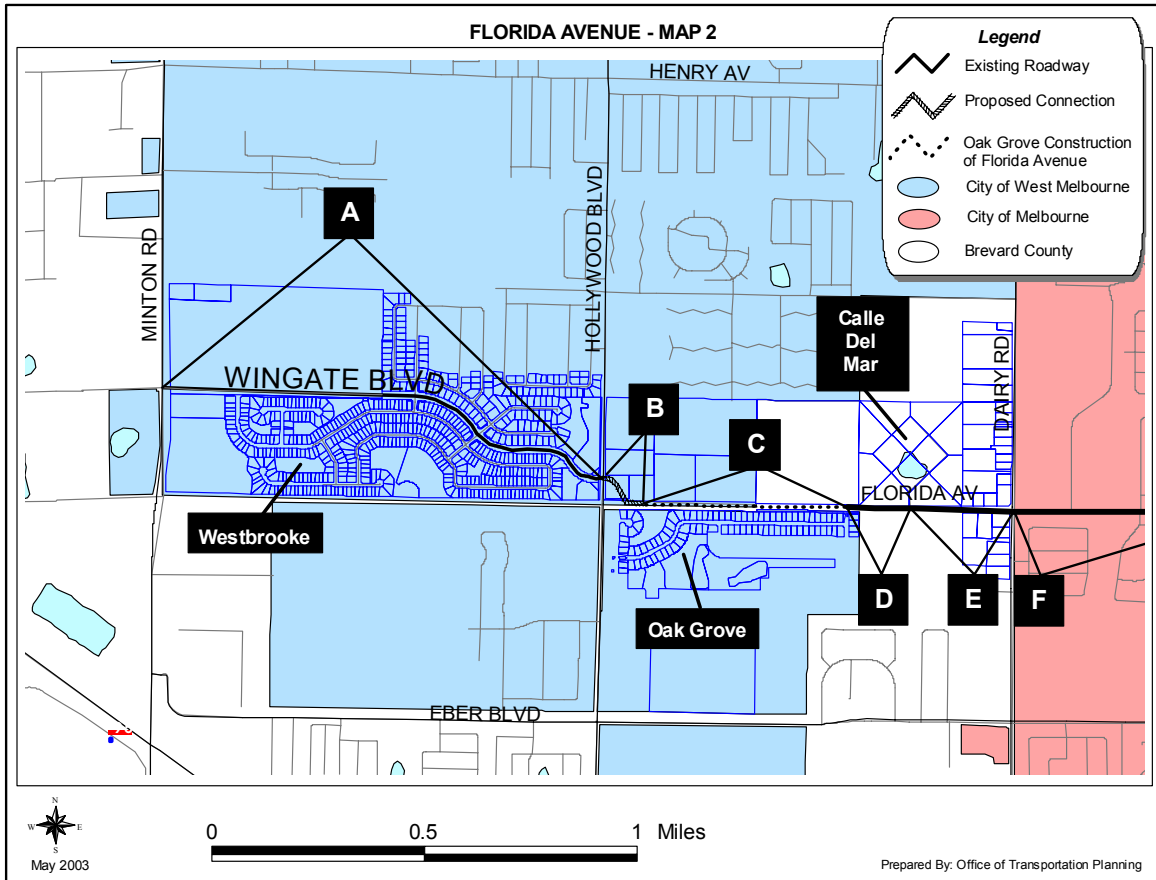 FLORIDA AVENUE - MAP 2
Legend
Existing Roadway
Proposed Connection
Oak Grove Construction
of Florida Avenue
City of West Melbourne
City of Melbourne
Brevard County
HENRY AV
HOLLYWOOD BLVD
MINTON RD
A
Calle
Del
Mar
DAIRY RD
WINGATE BLVD
B
C
FLORIDA AV
Westbrooke
D
E
F
Oak Grove
EBER BLVD
N
W
E
S
May 2003
0
0.5
1 Miles
Prepared By: Office of Transportation Planning